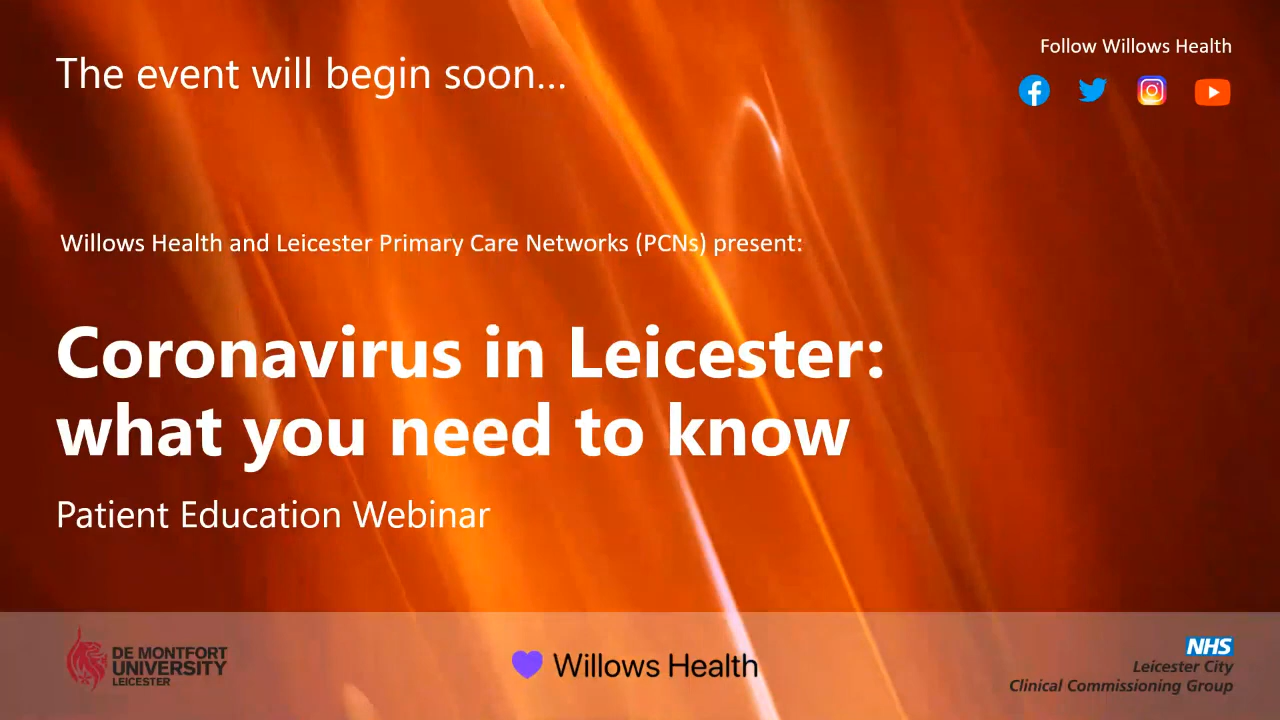 The event will begin soon...
Follow Willows Health
Willows Health and Leicester Primary Care Networks (PCNs) present:
Coronavirus in Leicester:
what you need to know
Patient Education Webinar
DE MONTFORT
UNIVERSITY
LEICESTER
Willows Health
NHS
Leicester City
Clinical Commissioning Group